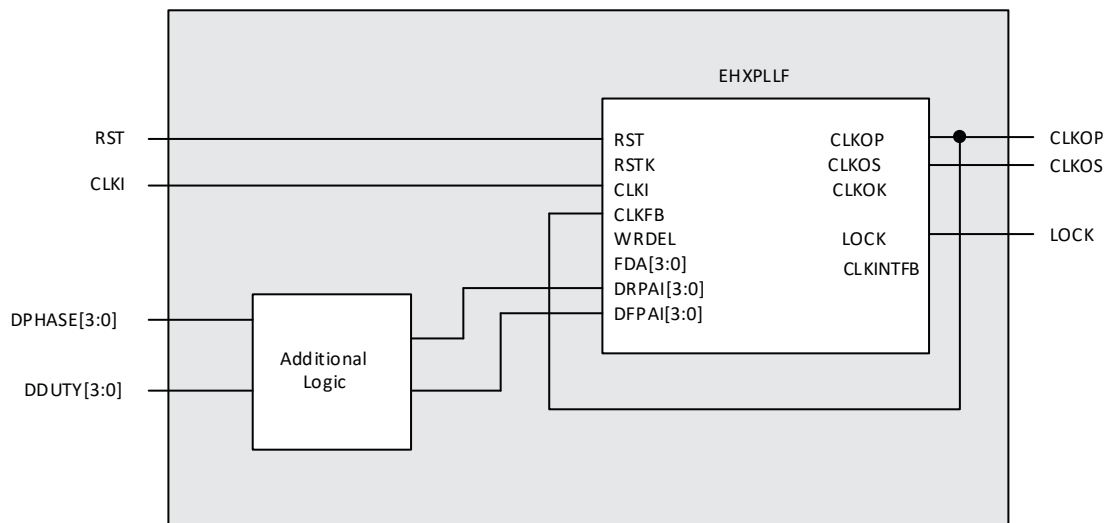 EHXPLLF
RST
CLKI
DPHASE[3:0]
DDUTY[3:0]
Additional
Logic
RST
RSTK
CLKI
CLKFB
WRDEL
FDA[3:0]
DRPAI[3:0]
DFPAI[3:0]
CLKOP
CLKOS
CLKOK
LOCK
CLKINTFB
CLKOP
CLKOS
LOCK